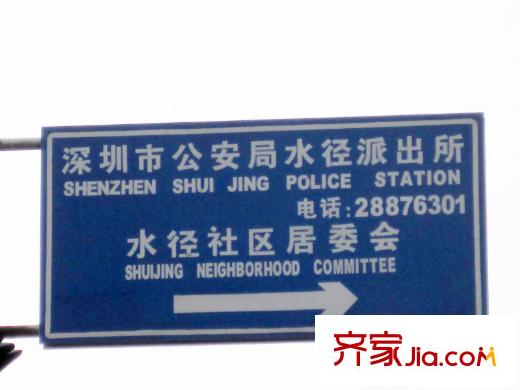 深圳市公安局水径派出所
SHENZHEN SHUI JING POLICE STATION
电话:28876301
水径社区居委会
SHUIJING NEIGHBORHOOD COMMITTEE
齐家Jia.com